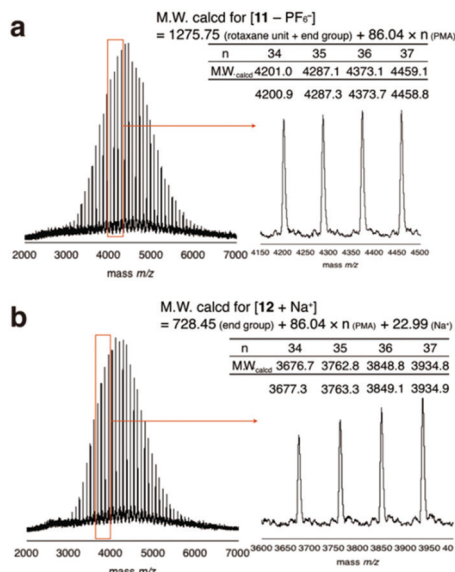 a
M.W. calcd for [11 – PF₆⁻]
= 1275.75 (rotaxane unit + end group) + 86.04 × n (PMA)
n 34 35 36 37
M.W.calcd 4201.0 4287.1 4373.1 4459.1
4200.9 4287.3 4373.7 4458.8
2000 3000 4000 5000 6000 7000
mass m/z
4150 4200 4250 4300 4350 4400 4450 4500
mass m/z
b
M.W. calcd for [12 + Na⁺]
= 728.45 (end group) + 86.04 × n (PMA) + 22.99 (Na⁺)
n 34 35 36 37
M.Wcalcd 3676.7 3762.8 3848.8 3934.8
3677.3 3763.3 3849.1 3934.9
2000 3000 4000 5000 6000 7000
mass m/z
3600 3650 3700 3750 3800 3850 3900 3950 40
mass m/z